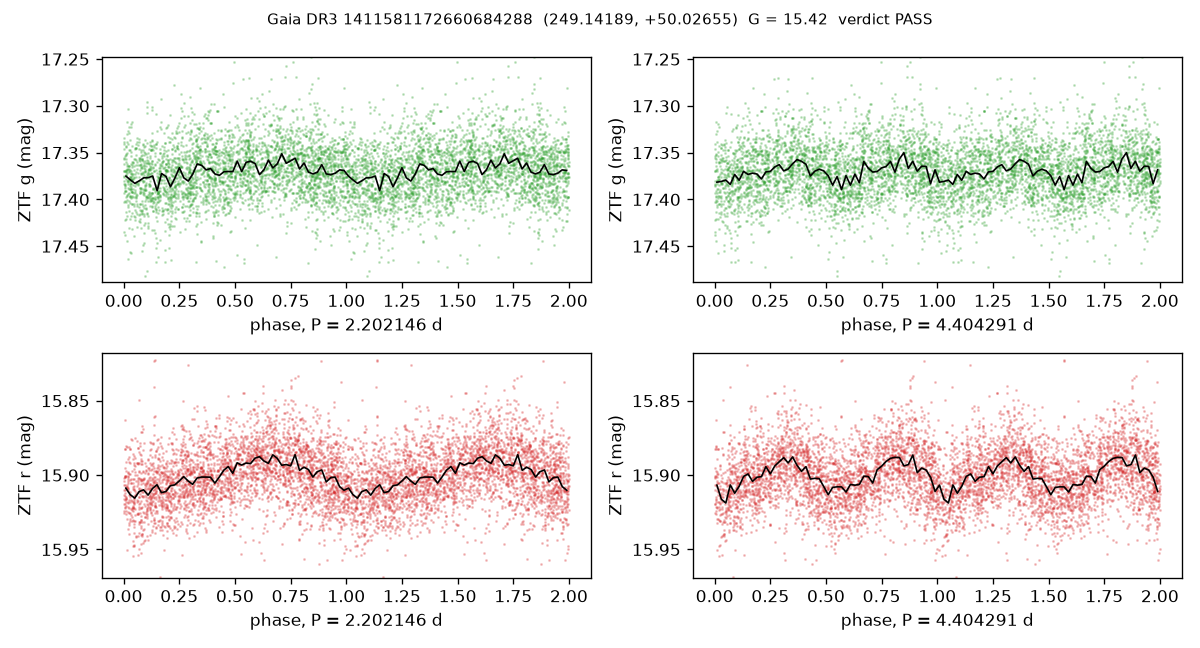 Gaia DR3 1411581172660684288  (249.14189, +50.02655)  G = 15.42  verdict PASS
17.25
17.30
17.35
17.40
17.45
ZTF g (mag)
0.00 0.25 0.50 0.75 1.00 1.25 1.50 1.75 2.00
phase, P = 2.202146 d
17.25
17.30
17.35
17.40
17.45
ZTF g (mag)
0.00 0.25 0.50 0.75 1.00 1.25 1.50 1.75 2.00
phase, P = 4.404291 d
15.85
15.90
15.95
ZTF r (mag)
0.00 0.25 0.50 0.75 1.00 1.25 1.50 1.75 2.00
phase, P = 2.202146 d
15.85
15.90
15.95
ZTF r (mag)
0.00 0.25 0.50 0.75 1.00 1.25 1.50 1.75 2.00
phase, P = 4.404291 d